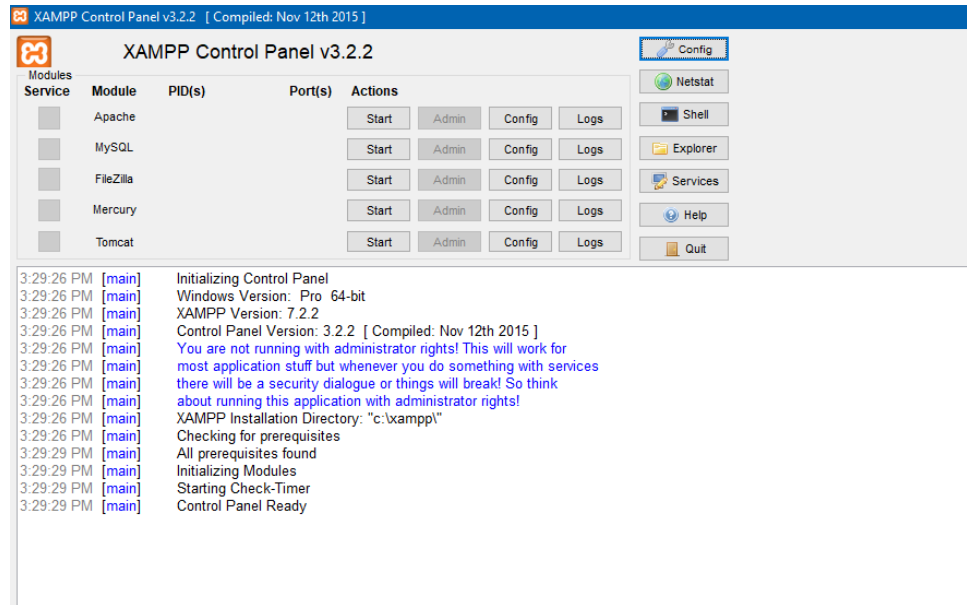 XAMPP Control Panel v3.2.2 [ Compiled: Nov 12th 2015 ]
XAMPP Control Panel v3.2.2
Config
Modules
Service Module PID(s) Port(s) Actions
Netstat
Apache Start Admin Config Logs
Shell
MySQL Start Admin Config Logs
Explorer
FileZilla Start Admin Config Logs
Services
Mercury Start Admin Config Logs
Help
Tomcat Start Admin Config Logs
Quit
3:29:26 PM [main] Initializing Control Panel
3:29:26 PM [main] Windows Version: Pro 64-bit
3:29:26 PM [main] XAMPP Version: 7.2.2
3:29:26 PM [main] Control Panel Version: 3.2.2 [ Compiled: Nov 12th 2015 ]
3:29:26 PM [main] You are not running with administrator rights! This will work for
3:29:26 PM [main] most application stuff but whenever you do something with services
3:29:26 PM [main] there will be a security dialogue or things will break! So think
3:29:26 PM [main] about running this application with administrator rights!
3:29:26 PM [main] XAMPP Installation Directory: "c:\xampp\"
3:29:26 PM [main] Checking for prerequisites
3:29:29 PM [main] All prerequisites found
3:29:29 PM [main] Initializing Modules
3:29:29 PM [main] Starting Check-Timer
3:29:29 PM [main] Control Panel Ready